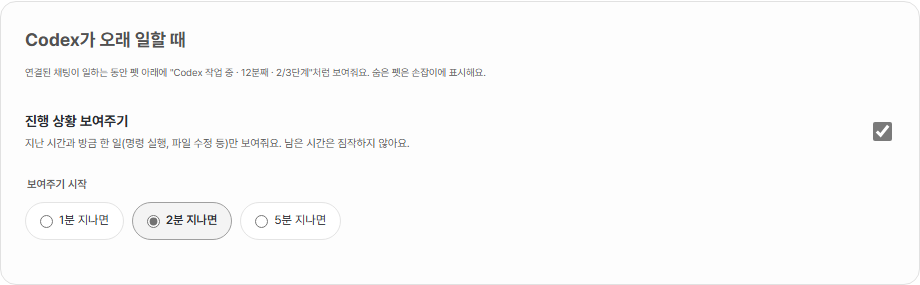 Codex가 오래 일할 때
연결된 채팅이 일하는 동안 펫 아래에 "Codex 작업 중 · 12분째 · 2/3단계"처럼 보여줘요. 숨은 펫은 손잡이에 표시해요.
진행 상황 보여주기
지난 시간과 방금 한 일(명령 실행, 파일 수정 등)만 보여줘요. 남은 시간은 짐작하지 않아요.
보여주기 시작
1분 지나면 2분 지나면 5분 지나면